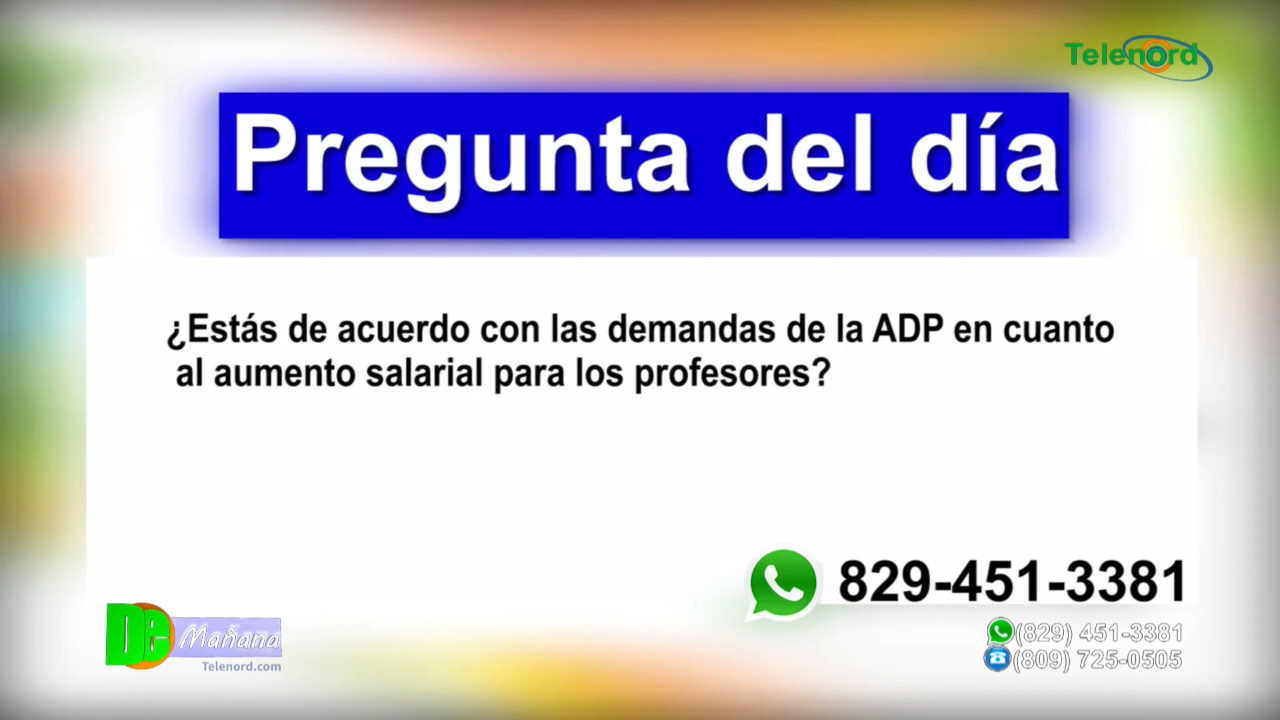 Telenord
Pregunta del día
¿Estás de acuerdo con las demandas de la ADP en cuanto
al aumento salarial para los profesores?
829-451-3381
De Mañana
Telenord.com
(829) 451-3381
(809) 725-0505